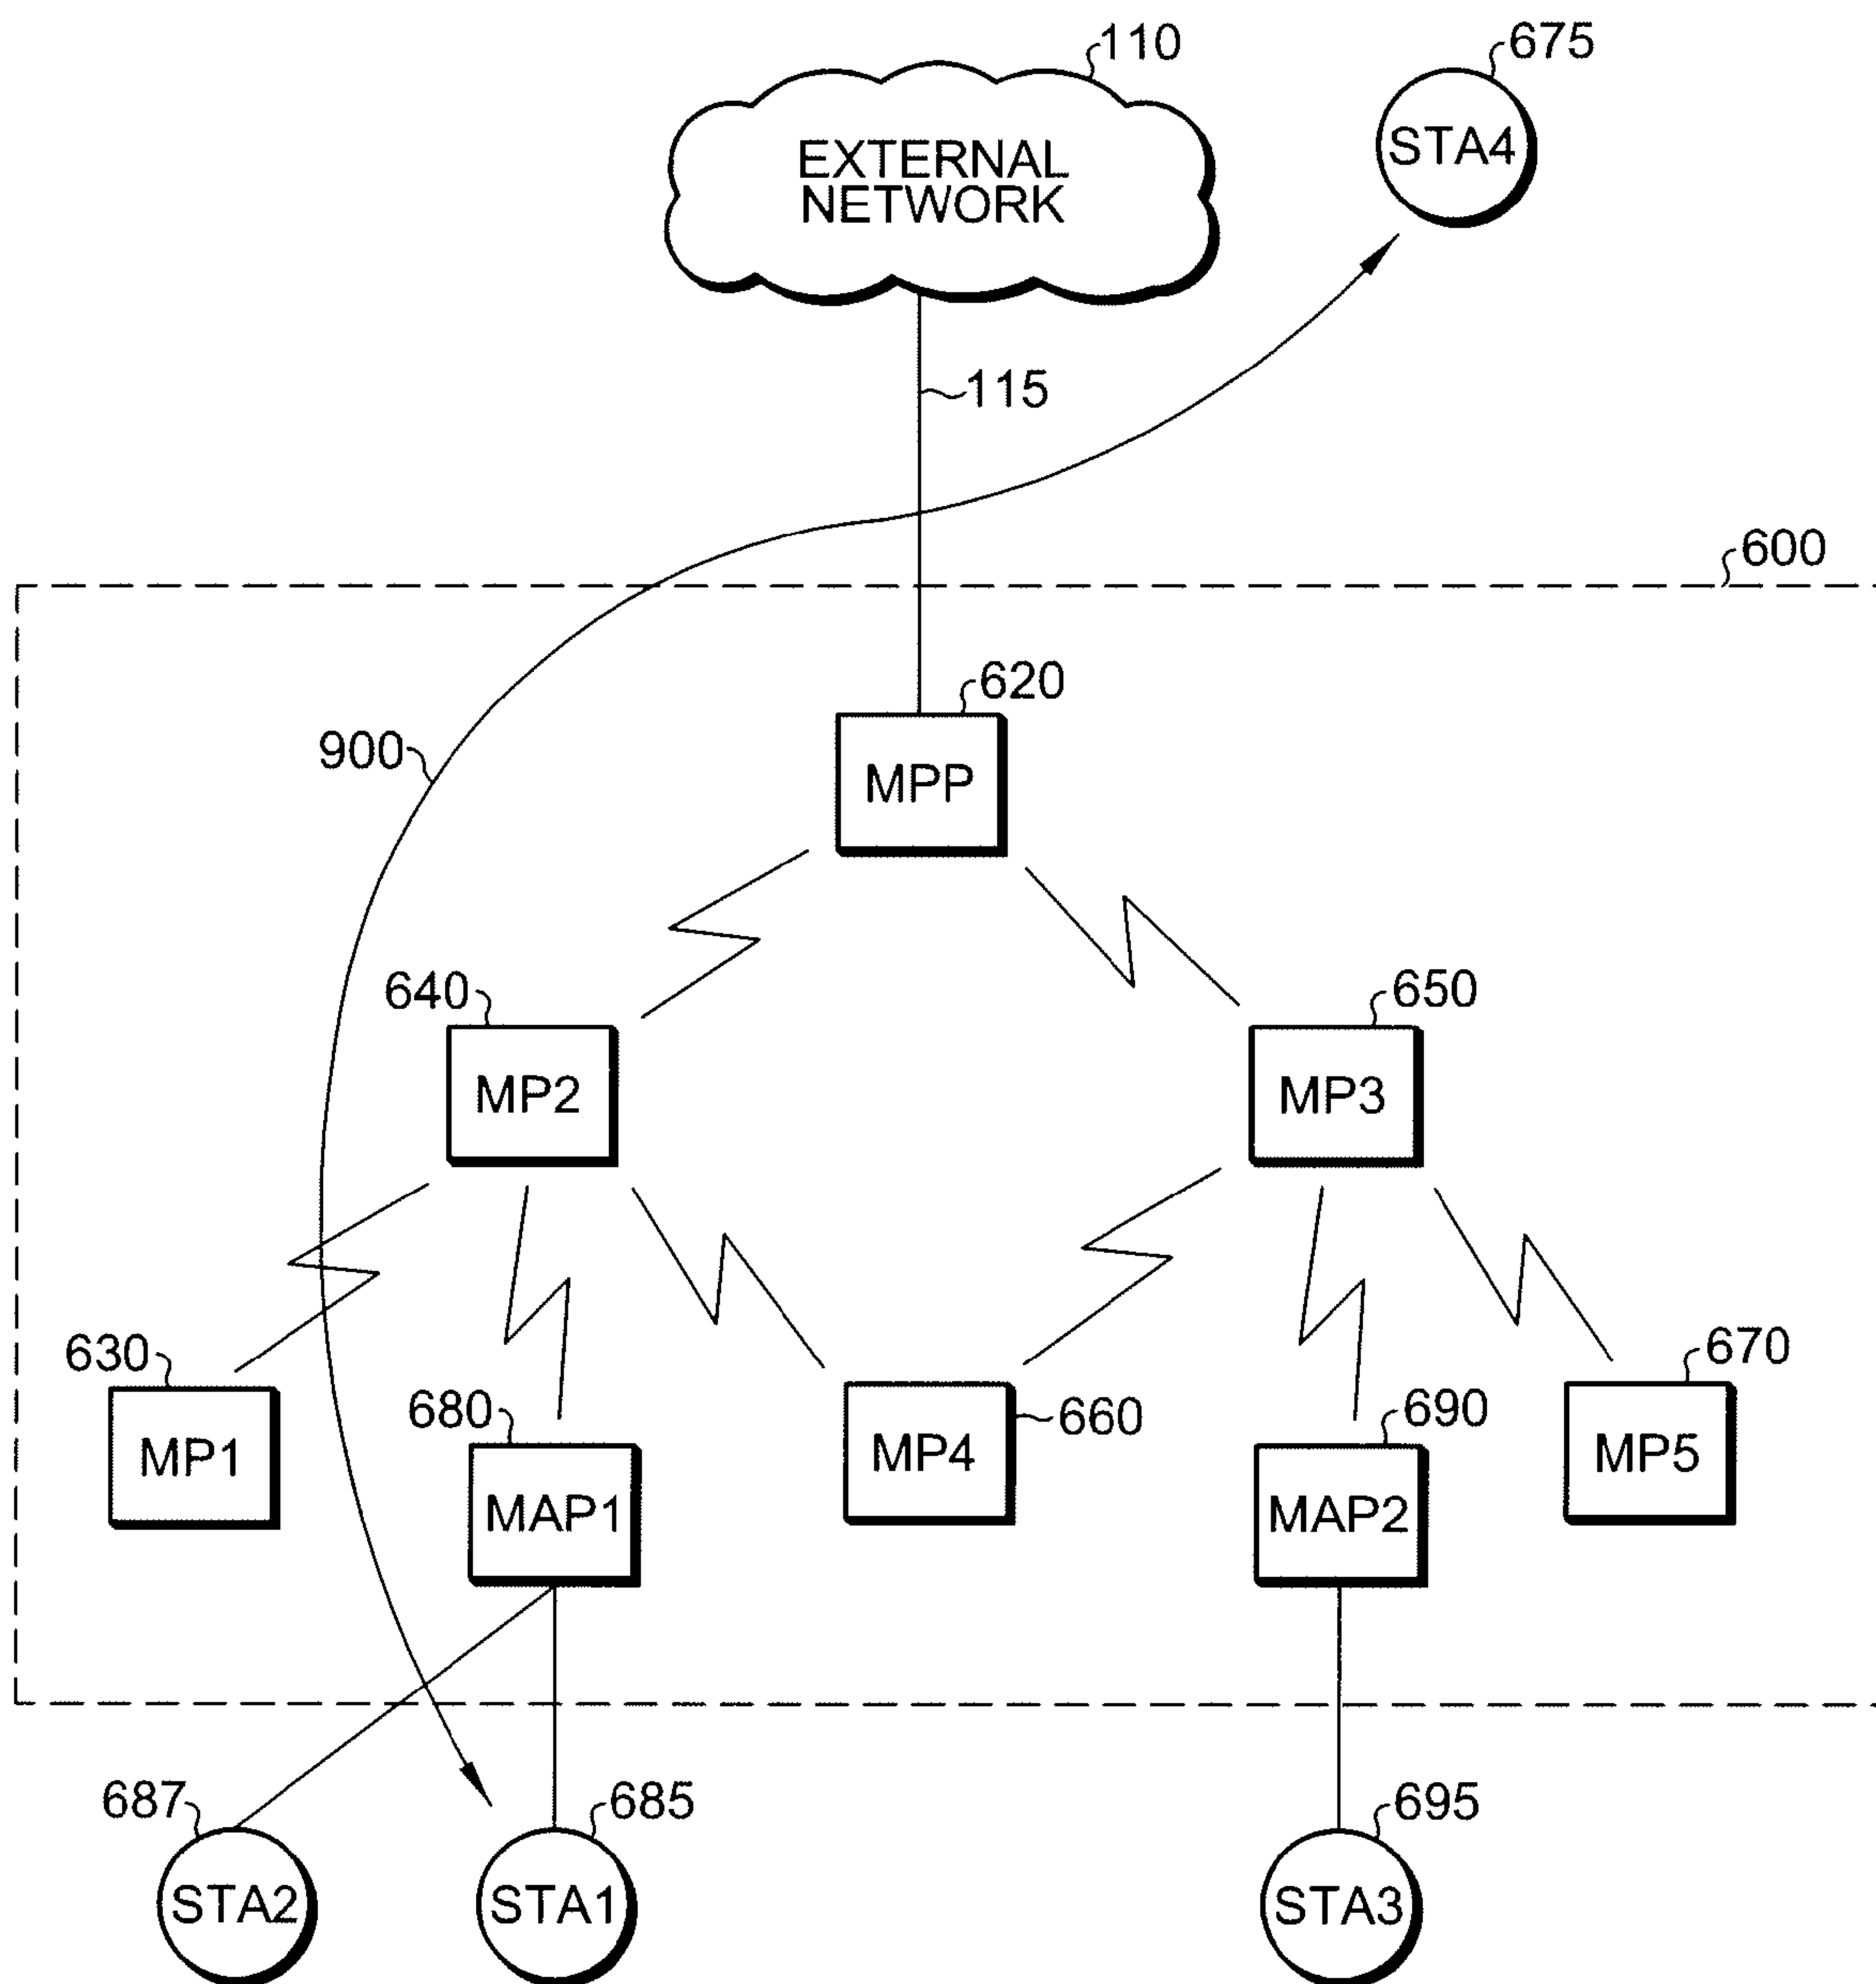 110
675
EXTERNAL
NETWORK
STA4
115
600
620
900
MPP
640
650
MP2
MP3
630
680
660
690
670
MP1
MAP1
MP4
MAP2
MP5
687
685
695
STA2
STA1
STA3